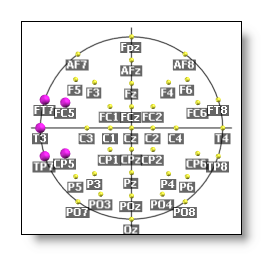 Fpz
AF7 AFz AF8
F5 F3 Fz F4 F6
FT7 FC5 FC1 FCz FC2 FC6 FT8
T3 C3 C1 Cz C2 C4 T4
TP7 CP5 CP1 CPz CP2 CP6 TP8
P5 P3 Pz P4 P6
PO7 PO3 POz PO4 PO8
Oz